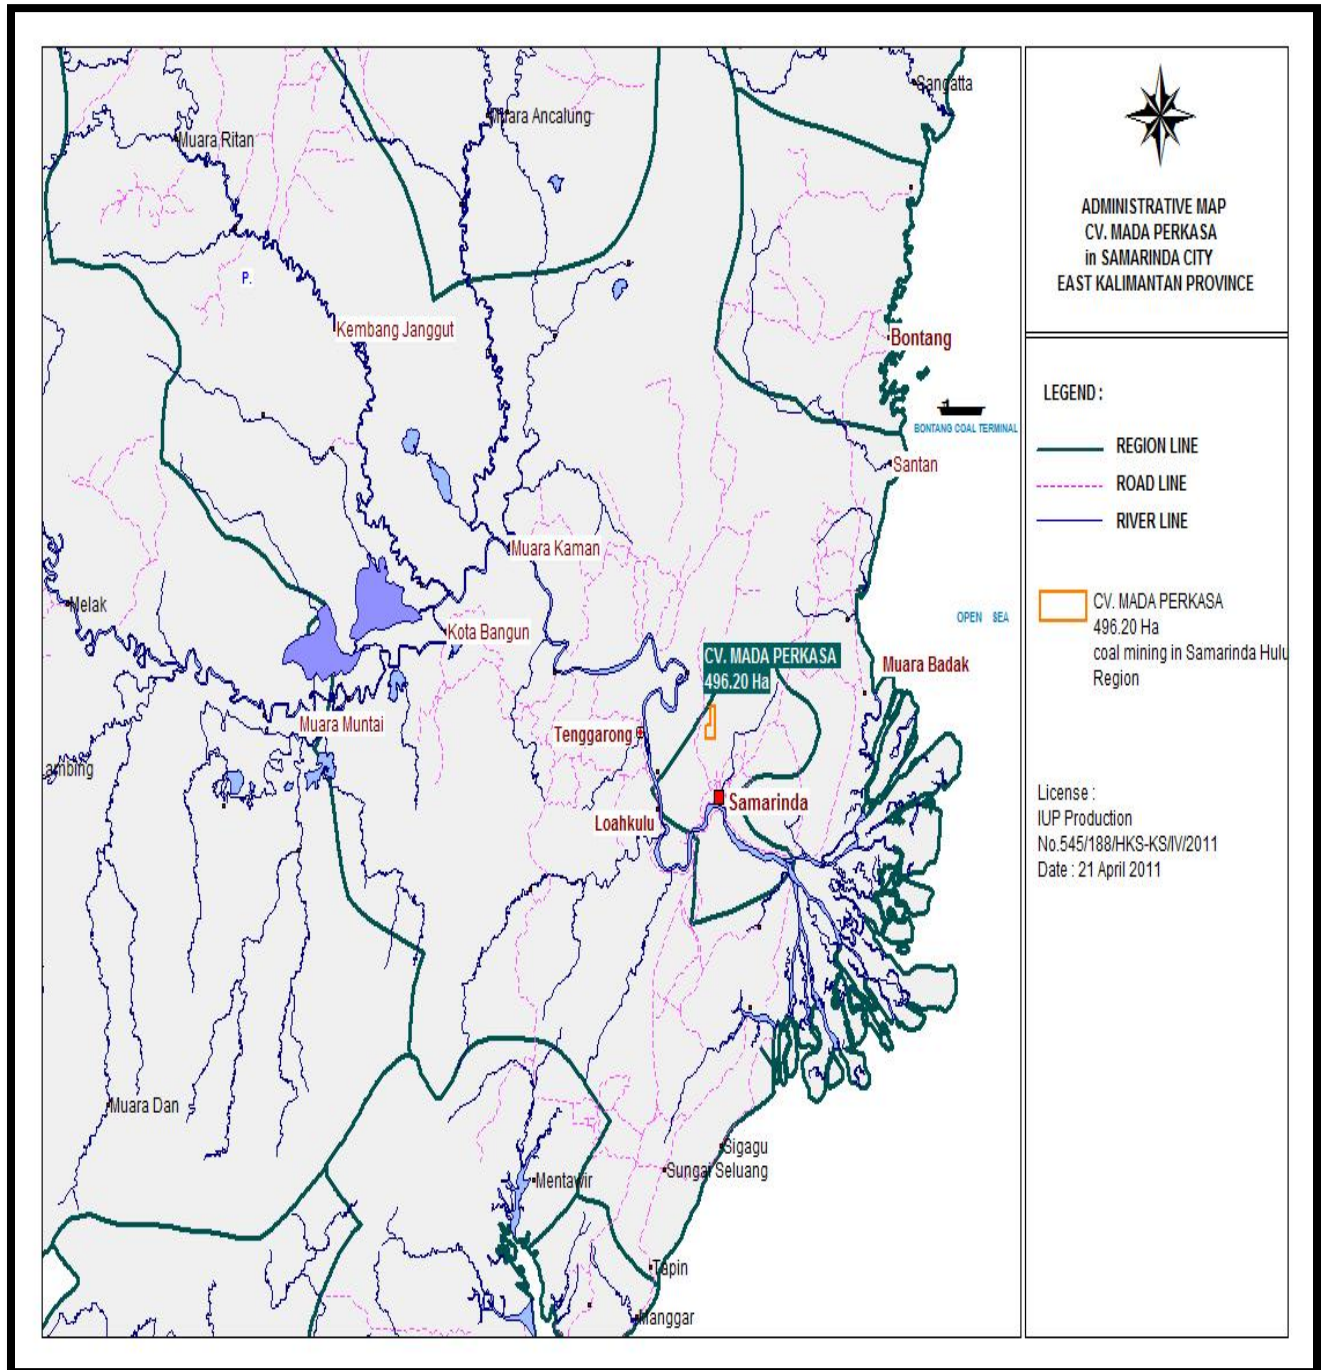 Sangatta
Muara Ancalung
Muara Ritan
P.
Kembang Janggut
Bontang
BONTANG COAL TERMINAL
Santan
Muara Kaman
Melak
Kota Bangun
OPEN SEA
CV. MADA PERKASA
496.20 Ha
Muara Badak
Muara Muntai
Tenggarong
ambing
Samarinda
Loahkulu
Muara Dan
Sigagu
Sungai Seluang
Mentawir
Tapin
Manggar
ADMINISTRATIVE MAP
CV. MADA PERKASA
in SAMARINDA CITY
EAST KALIMANTAN PROVINCE
LEGEND :
REGION LINE
ROAD LINE
RIVER LINE
CV. MADA PERKASA
496.20 Ha
coal mining in Samarinda Hulu
Region
License :
IUP Production
No.545/188/HKS-KS/IV/2011
Date : 21 April 2011